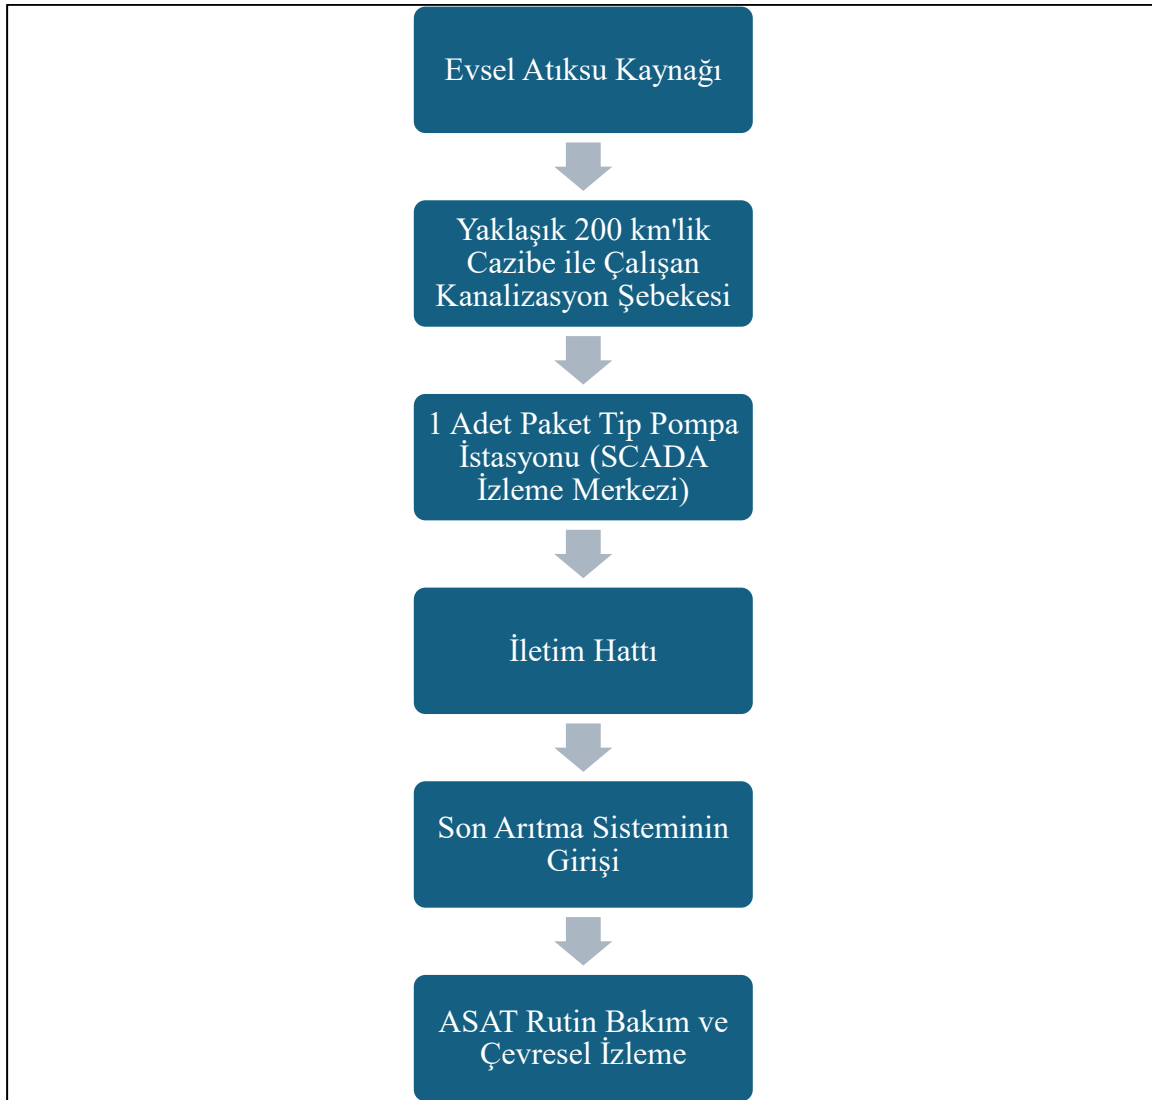 Evsel Atıksu Kaynağı
Yaklaşık 200 km'lik
Cazibe ile Çalışan
Kanalizasyon Şebekesi
1 Adet Paket Tip Pompa
İstasyonu (SCADA
İzleme Merkezi)
İletim Hattı
Son Arıtma Sisteminin
Girişi
ASAT Rutin Bakım ve
Çevresel İzleme